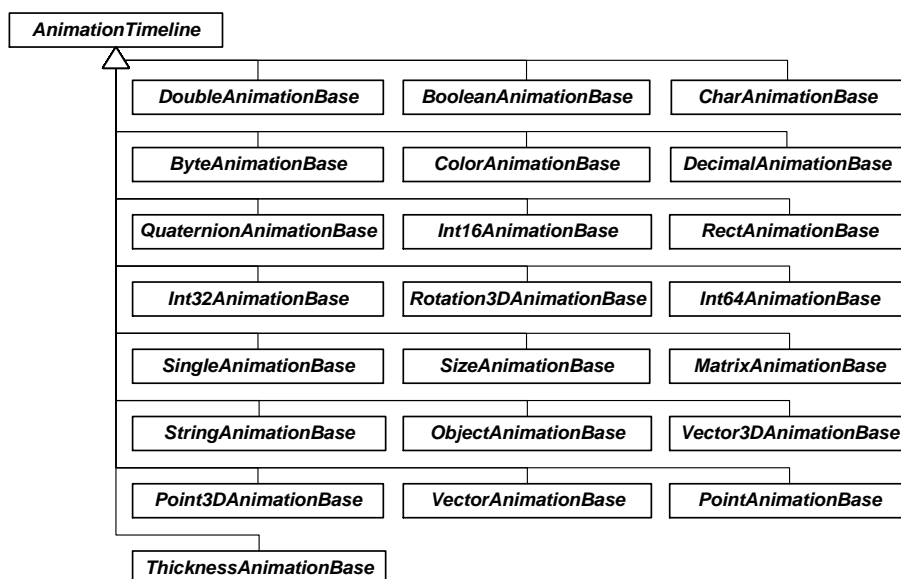 AnimationTimeline
DoubleAnimationBase
BooleanAnimationBase
CharAnimationBase
ByteAnimationBase
ColorAnimationBase
DecimalAnimationBase
QuaternionAnimationBase
Int16AnimationBase
RectAnimationBase
Int32AnimationBase
Rotation3DAnimationBase
Int64AnimationBase
SingleAnimationBase
SizeAnimationBase
MatrixAnimationBase
StringAnimationBase
ObjectAnimationBase
Vector3DAnimationBase
Point3DAnimationBase
VectorAnimationBase
PointAnimationBase
ThicknessAnimationBase